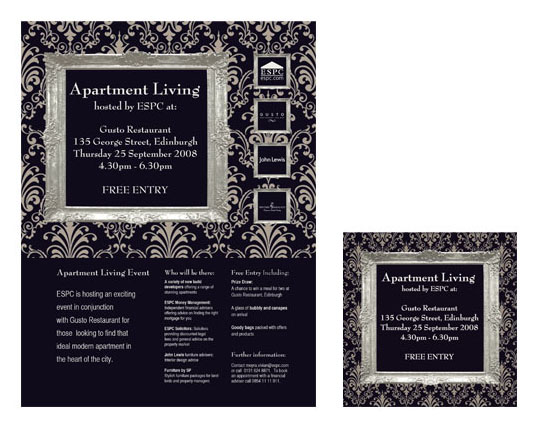 Apartment Living
hosted by ESPC at:
Gusto Restaurant
135 George Street, Edinburgh
Thursday 25 September 2008
4.30pm - 6.30pm
FREE ENTRY
ESPC
espc.com
GUSTO
John Lewis
Apartment Living Event
ESPC is hosting an exciting
event in conjunction
with Gusto Restaurant for
those looking to find that
ideal modern apartment in
the heart of the city.
Who will be there:
A variety of new build
developers offering a range of
stunning apartments
ESPC Money Management:
Independent financial advisers
offering advice on finding the right
mortgage for you
ESPC Solicitors: Solicitors
providing discounted legal
fees and general advice on the
property market
John Lewis furniture advisers:
Interior design advice
Furniture by GP
Stylish furniture packages for land
lords and property managers
Free Entry Including:
Prize Draw:
A chance to win a meal for two at
Gusto Restaurant, Edinburgh
A glass of bubbly and canapes
on arrival
Goody bags packed with offers
and products
Further information:
Contact
or call
an appointment with a financial
adviser call
Apartment Living
hosted by ESPC at:
Gusto Restaurant
135 George Street, Edinburgh
Thursday 25 September 2008
4.30pm - 6.30pm
FREE ENTRY